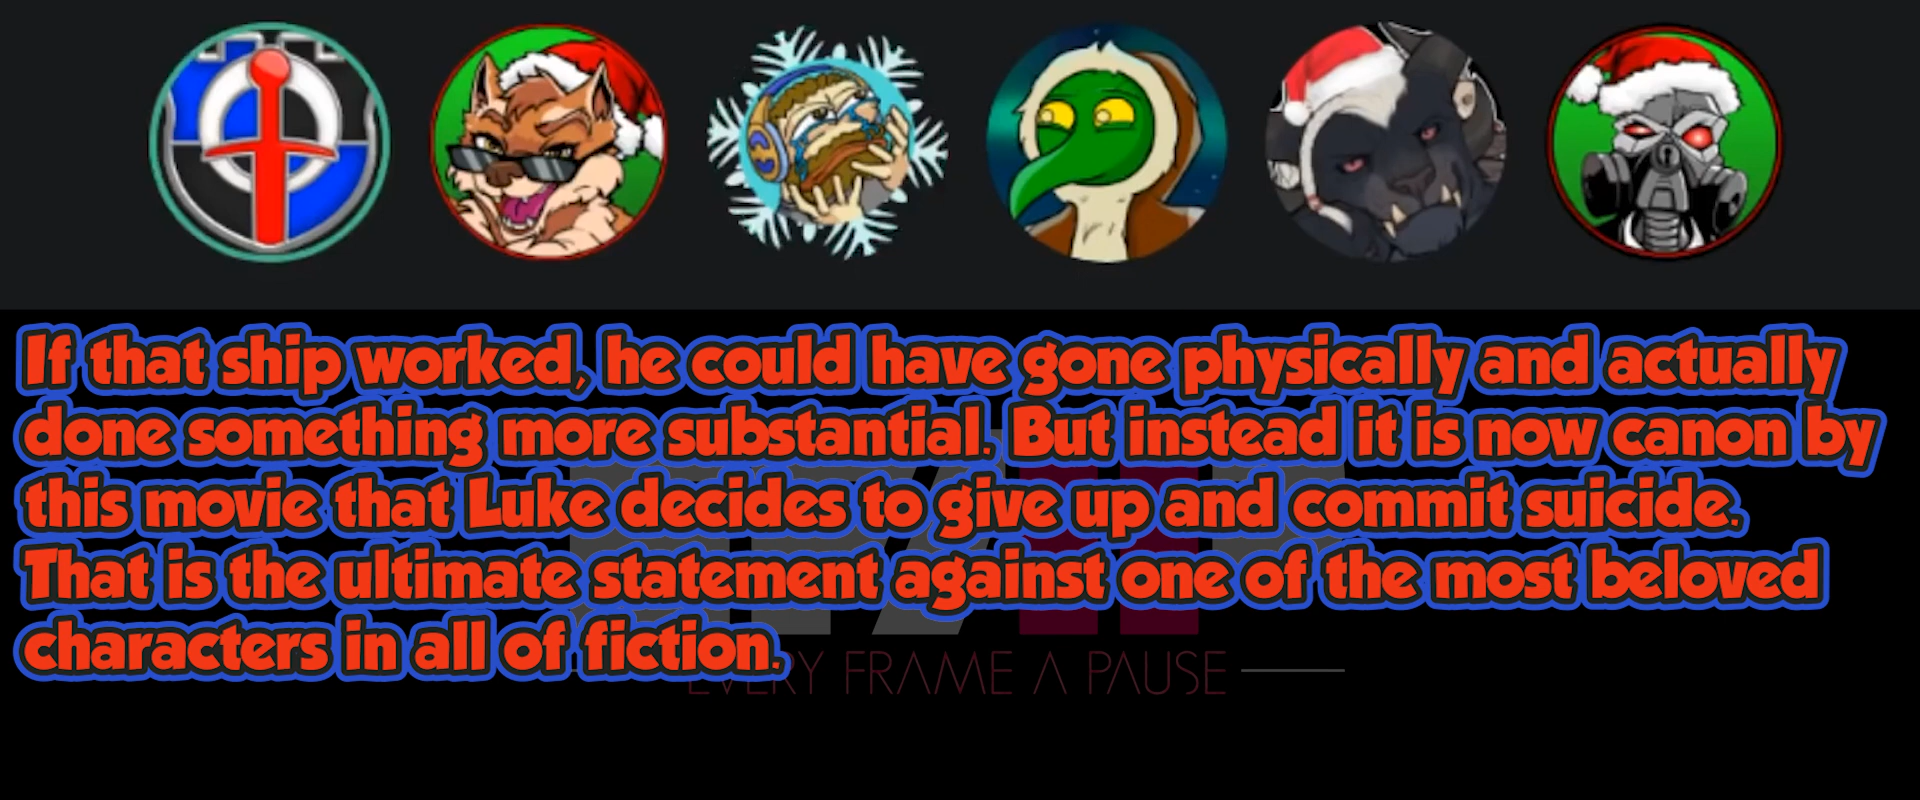 If that ship worked, he could have gone physically and actually
done something more substantial. But instead it is now canon by
this movie that Luke decides to give up and commit suicide.
That is the ultimate statement against one of the most beloved
characters in all of fiction.
EVERY FRAME A PAUSE